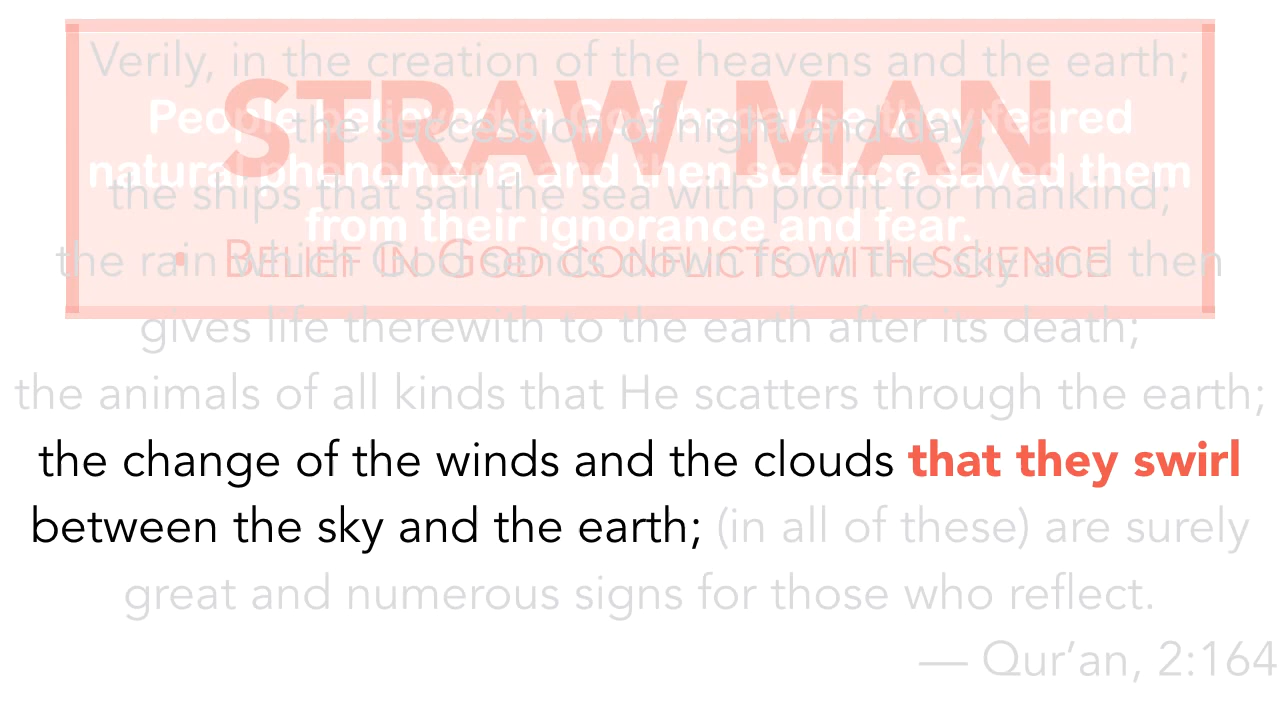 Verily, in the creation of the heavens and the earth;
STRAW MAN
People believed in God because they feared
the succession of night and day;
natural phenomena and then science saved them
the ships that sail the sea with profit for mankind;
from their ignorance and fear.
the rain which God sends down from the sky and then
• BELIEF IN GOD CONFLICTS WITH SCIENCE
gives life therewith to the earth after its death;
the animals of all kinds that He scatters through the earth;
the change of the winds and the clouds that they swirl
between the sky and the earth; (in all of these) are surely
great and numerous signs for those who reflect.
— Qur’an, 2:164